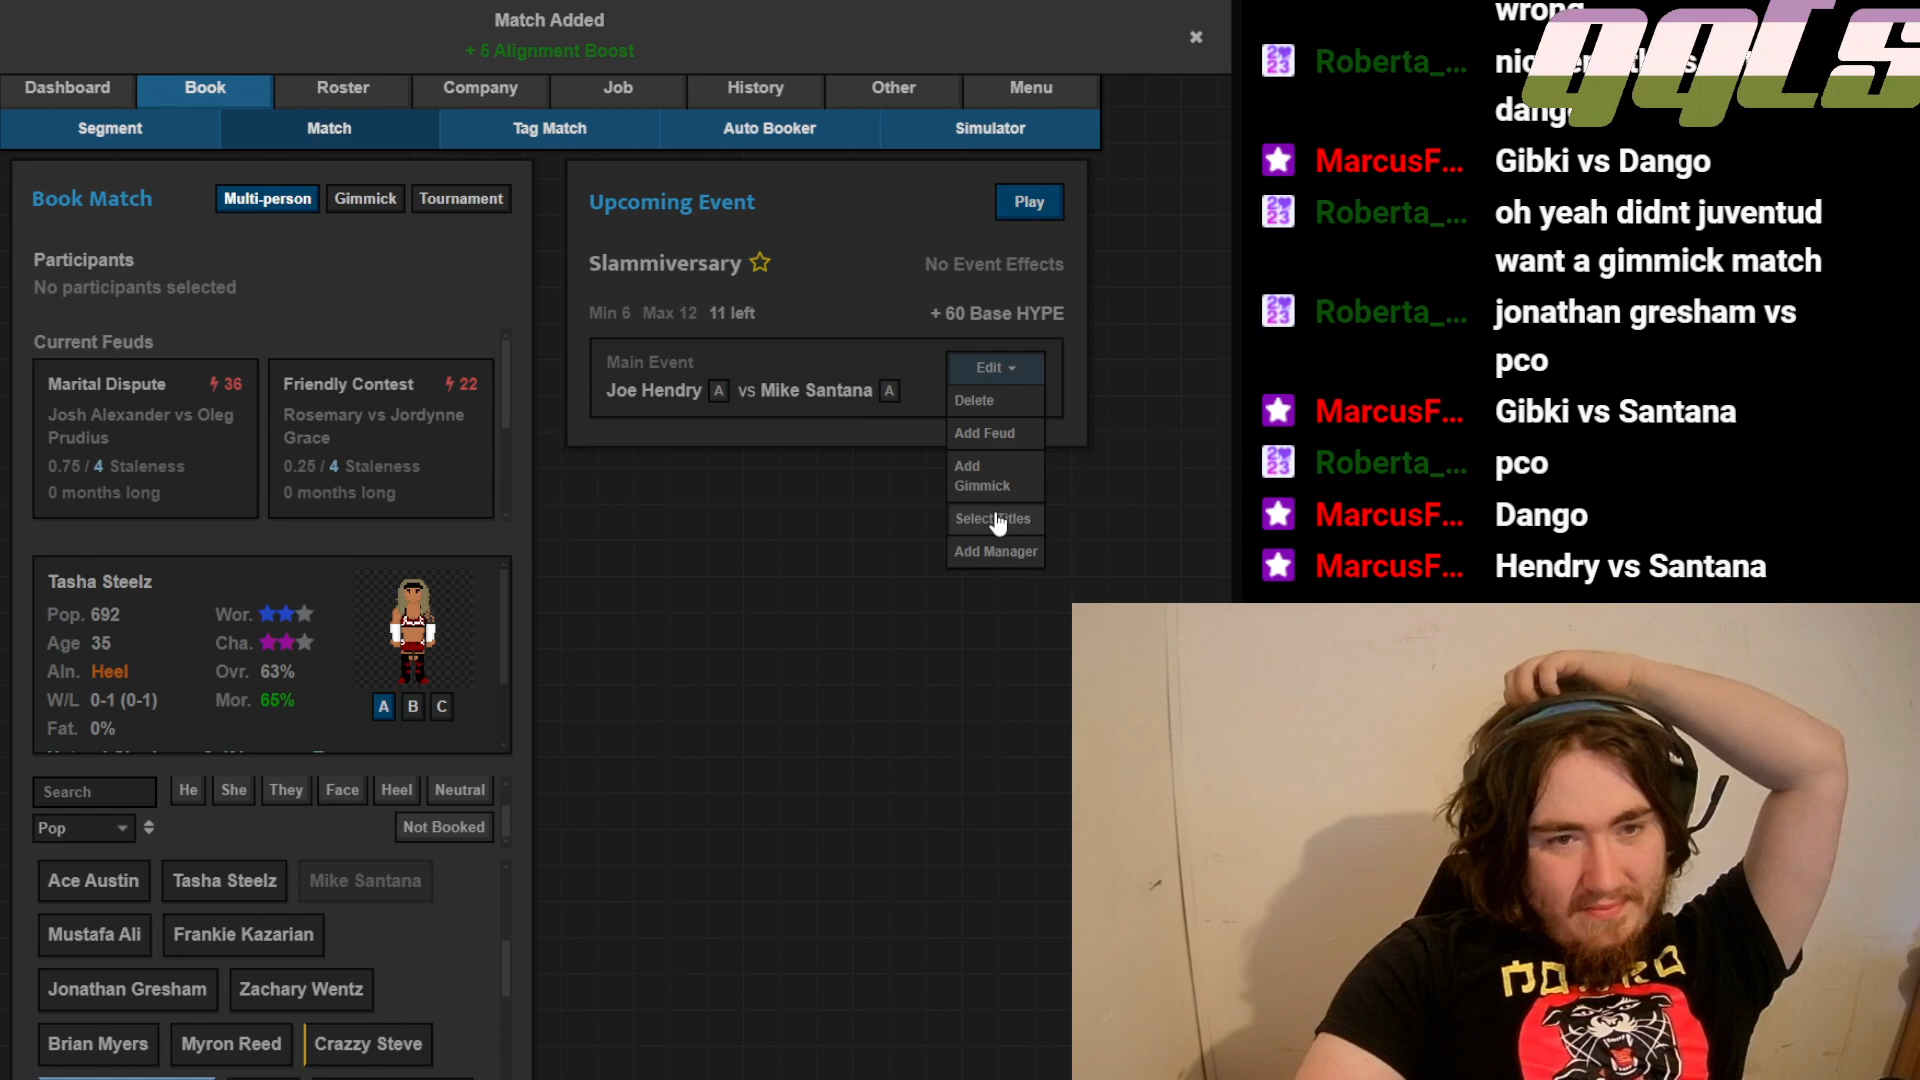 Match Added
+ 5 Alignment Boost
Dashboard
Book
Roster
Company
Job
History
Other
Menu
Segment
Match
Tag Match
Auto Booker
Simulator
Book Match
Multi-person
Gimmick
Tournament
Participants
No participants selected
Current Feuds
Marital Dispute
36
Josh Alexander vs Oleg
Prudius
0.75 / 4 Staleness
0 months long
Friendly Contest
22
Rosemary vs Jordynne
Grace
0.25 / 4 Staleness
0 months long
Tasha Steelz
Pop. 692
Wor.
Age 35
Cha.
Aln. Heel
Ovr. 63%
W/L 0-1 (0-1)
Mor. 65%
A
B
C
Fat. 0%
Search
He
She
They
Face
Heel
Neutral
Pop
Not Booked
Ace Austin
Tasha Steelz
Mike Santana
Mustafa Ali
Frankie Kazarian
Jonathan Gresham
Zachary Wentz
Brian Myers
Myron Reed
Crazzy Steve
Upcoming Event
Play
Slammiversary
No Event Effects
Min 6 Max 12 11 left
+ 60 Base HYPE
Main Event
Joe Hendry A vs Mike Santana A
Edit
Delete
Add Feud
Add
Gimmick
Select Titles
Add Manager
wrong
Roberta_...
MarcusF... Gibki vs Dango
Roberta_... oh yeah didnt juventud
want a gimmick match
Roberta_... jonathan gresham vs
pco
MarcusF... Gibki vs Santana
Roberta_... pco
MarcusF... Dango
MarcusF... Hendry vs Santana